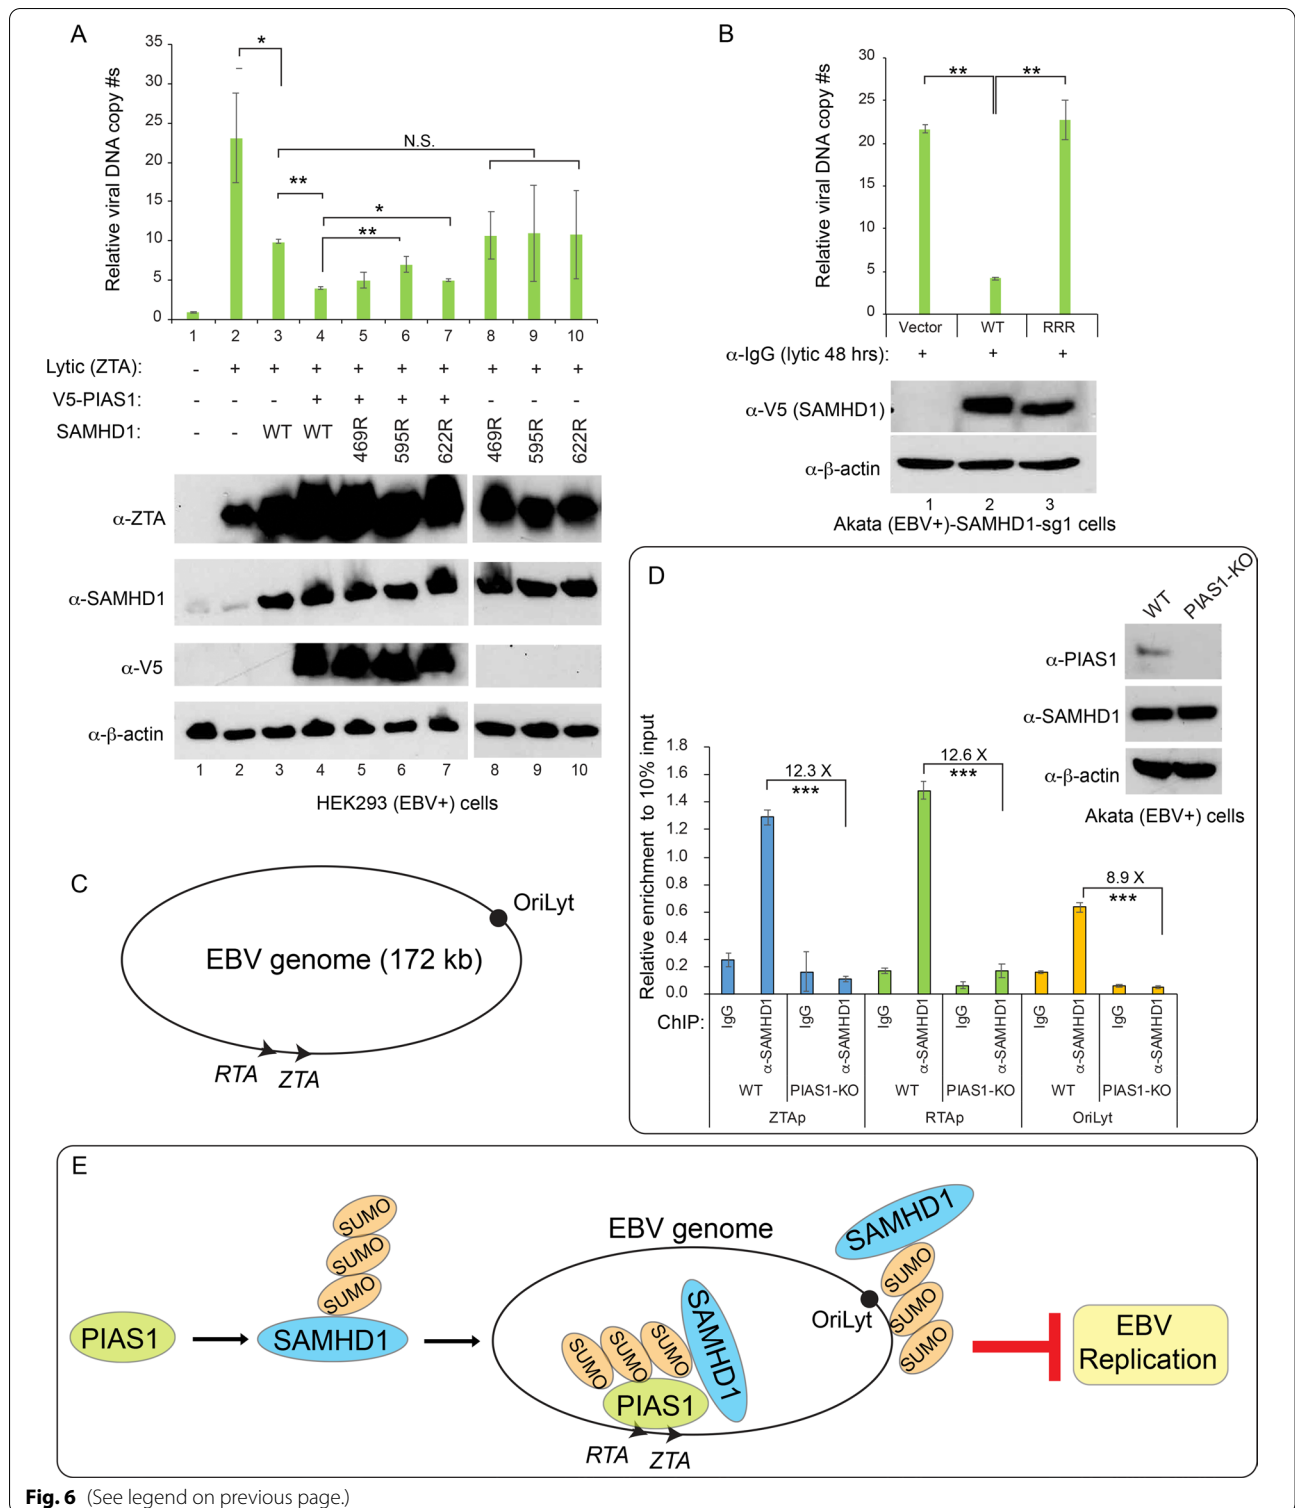 A
Relative viral DNA copy #s
35
30
25
20
15
10
5
0
*
N.S.
**
*
**
1 2 3 4 5 6 7 8 9 10
Lytic (ZTA): - + + + + + + + + +
V5-PIAS1: - - - + + + + - - -
SAMHD1: - - WT WT 469R 595R 622R 469R 595R 622R
α-ZTA
α-SAMHD1
α-V5
α-β-actin
1 2 3 4 5 6 7 8 9 10
HEK293 (EBV+) cells
B
Relative viral DNA copy #s
30
25
20
15
10
5
0
** **
Vector WT RRR
α-IgG (lytic 48 hrs): + + +
α-V5 (SAMHD1)
α-β-actin
1 2 3
Akata (EBV+)-SAMHD1-sg1 cells
C
OriLyt
EBV genome (172 kb)
RTA ZTA
D
WT PIAS1-KO
α-PIAS1
α-SAMHD1
α-β-actin
Akata (EBV+) cells
Relative enrichment to 10% input
1.8
1.6
1.4
1.2
1.0
0.8
0.6
0.4
0.2
0.0
12.3 X
***
12.6 X
***
8.9 X
***
ChIP: IgG α-SAMHD1 IgG α-SAMHD1 IgG α-SAMHD1 IgG α-SAMHD1 IgG α-SAMHD1 IgG α-SAMHD1
WT PIAS1-KO WT PIAS1-KO WT PIAS1-KO
ZTAp RTAp OriLyt
E
PIAS1
SUMO
SUMO
SUMO
SAMHD1
EBV genome
SUMO
SUMO
SUMO
SAMHD1
PIAS1
RTA ZTA
OriLyt
SAMHD1
SUMO
SUMO
SUMO
EBV
Replication
Fig. 6 (See legend on previous page.)